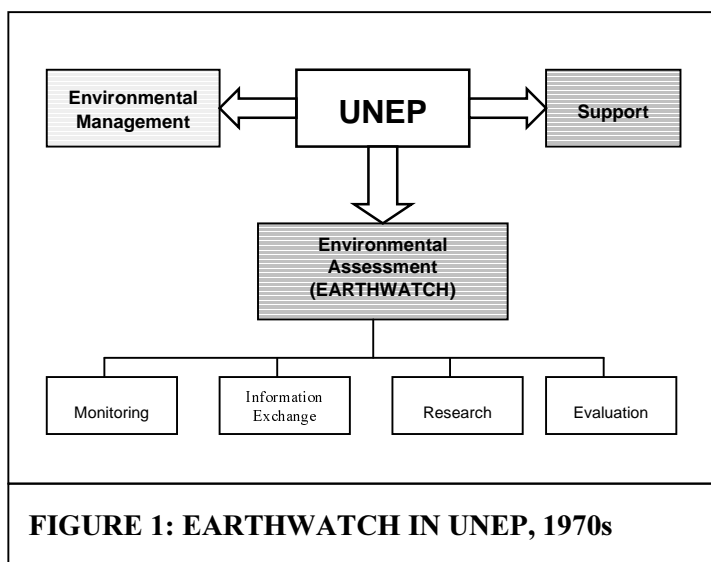 Environmental
Management
UNEP
Support
Environmental
Assessment
(EARTHWATCH)
Monitoring
Information
Exchange
Research
Evaluation
FIGURE 1: EARTHWATCH IN UNEP, 1970s